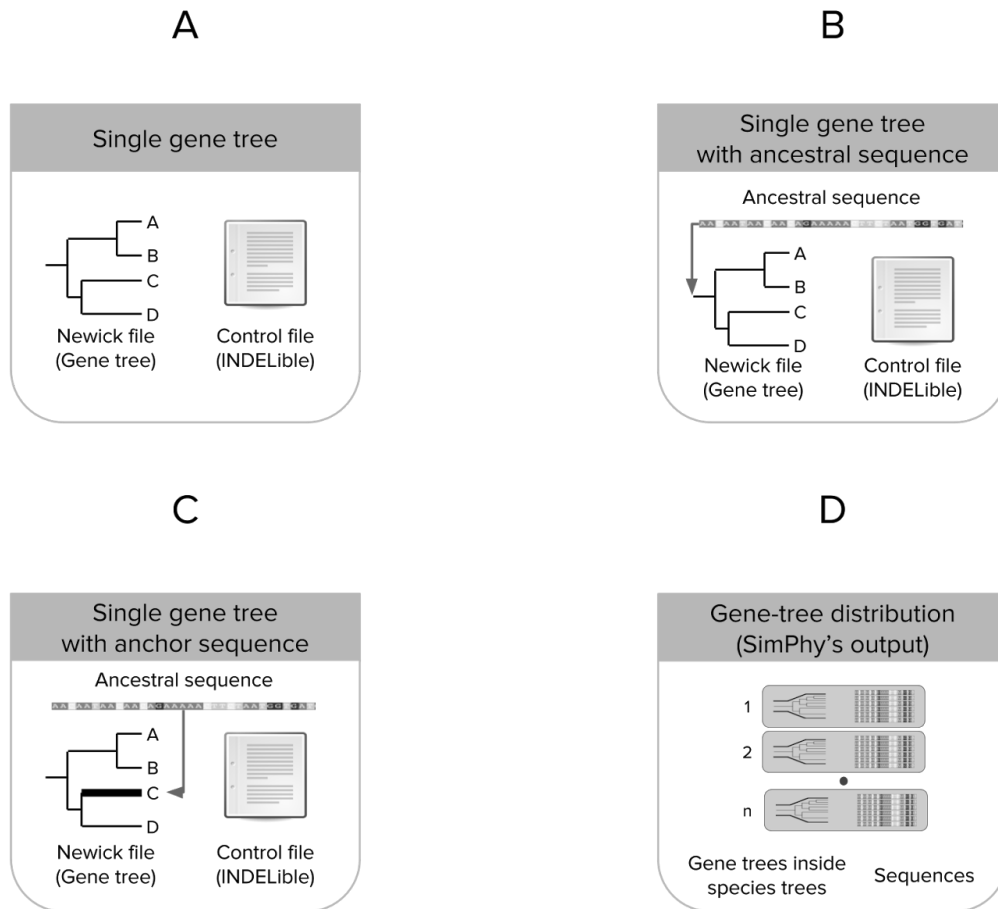 A
B
Single gene tree
A
B
C
D
Newick file
(Gene tree)
Control file
(INDELible)
Single gene tree
with ancestral sequence
Ancestral sequence
A
B
C
D
Newick file
(Gene tree)
Control file
(INDELible)
C
D
Single gene tree
with anchor sequence
Ancestral sequence
A
B
C
D
Newick file
(Gene tree)
Control file
(INDELible)
Gene-tree distribution
(SimPhy's output)
1
2
n
Gene trees inside
species trees
Sequences